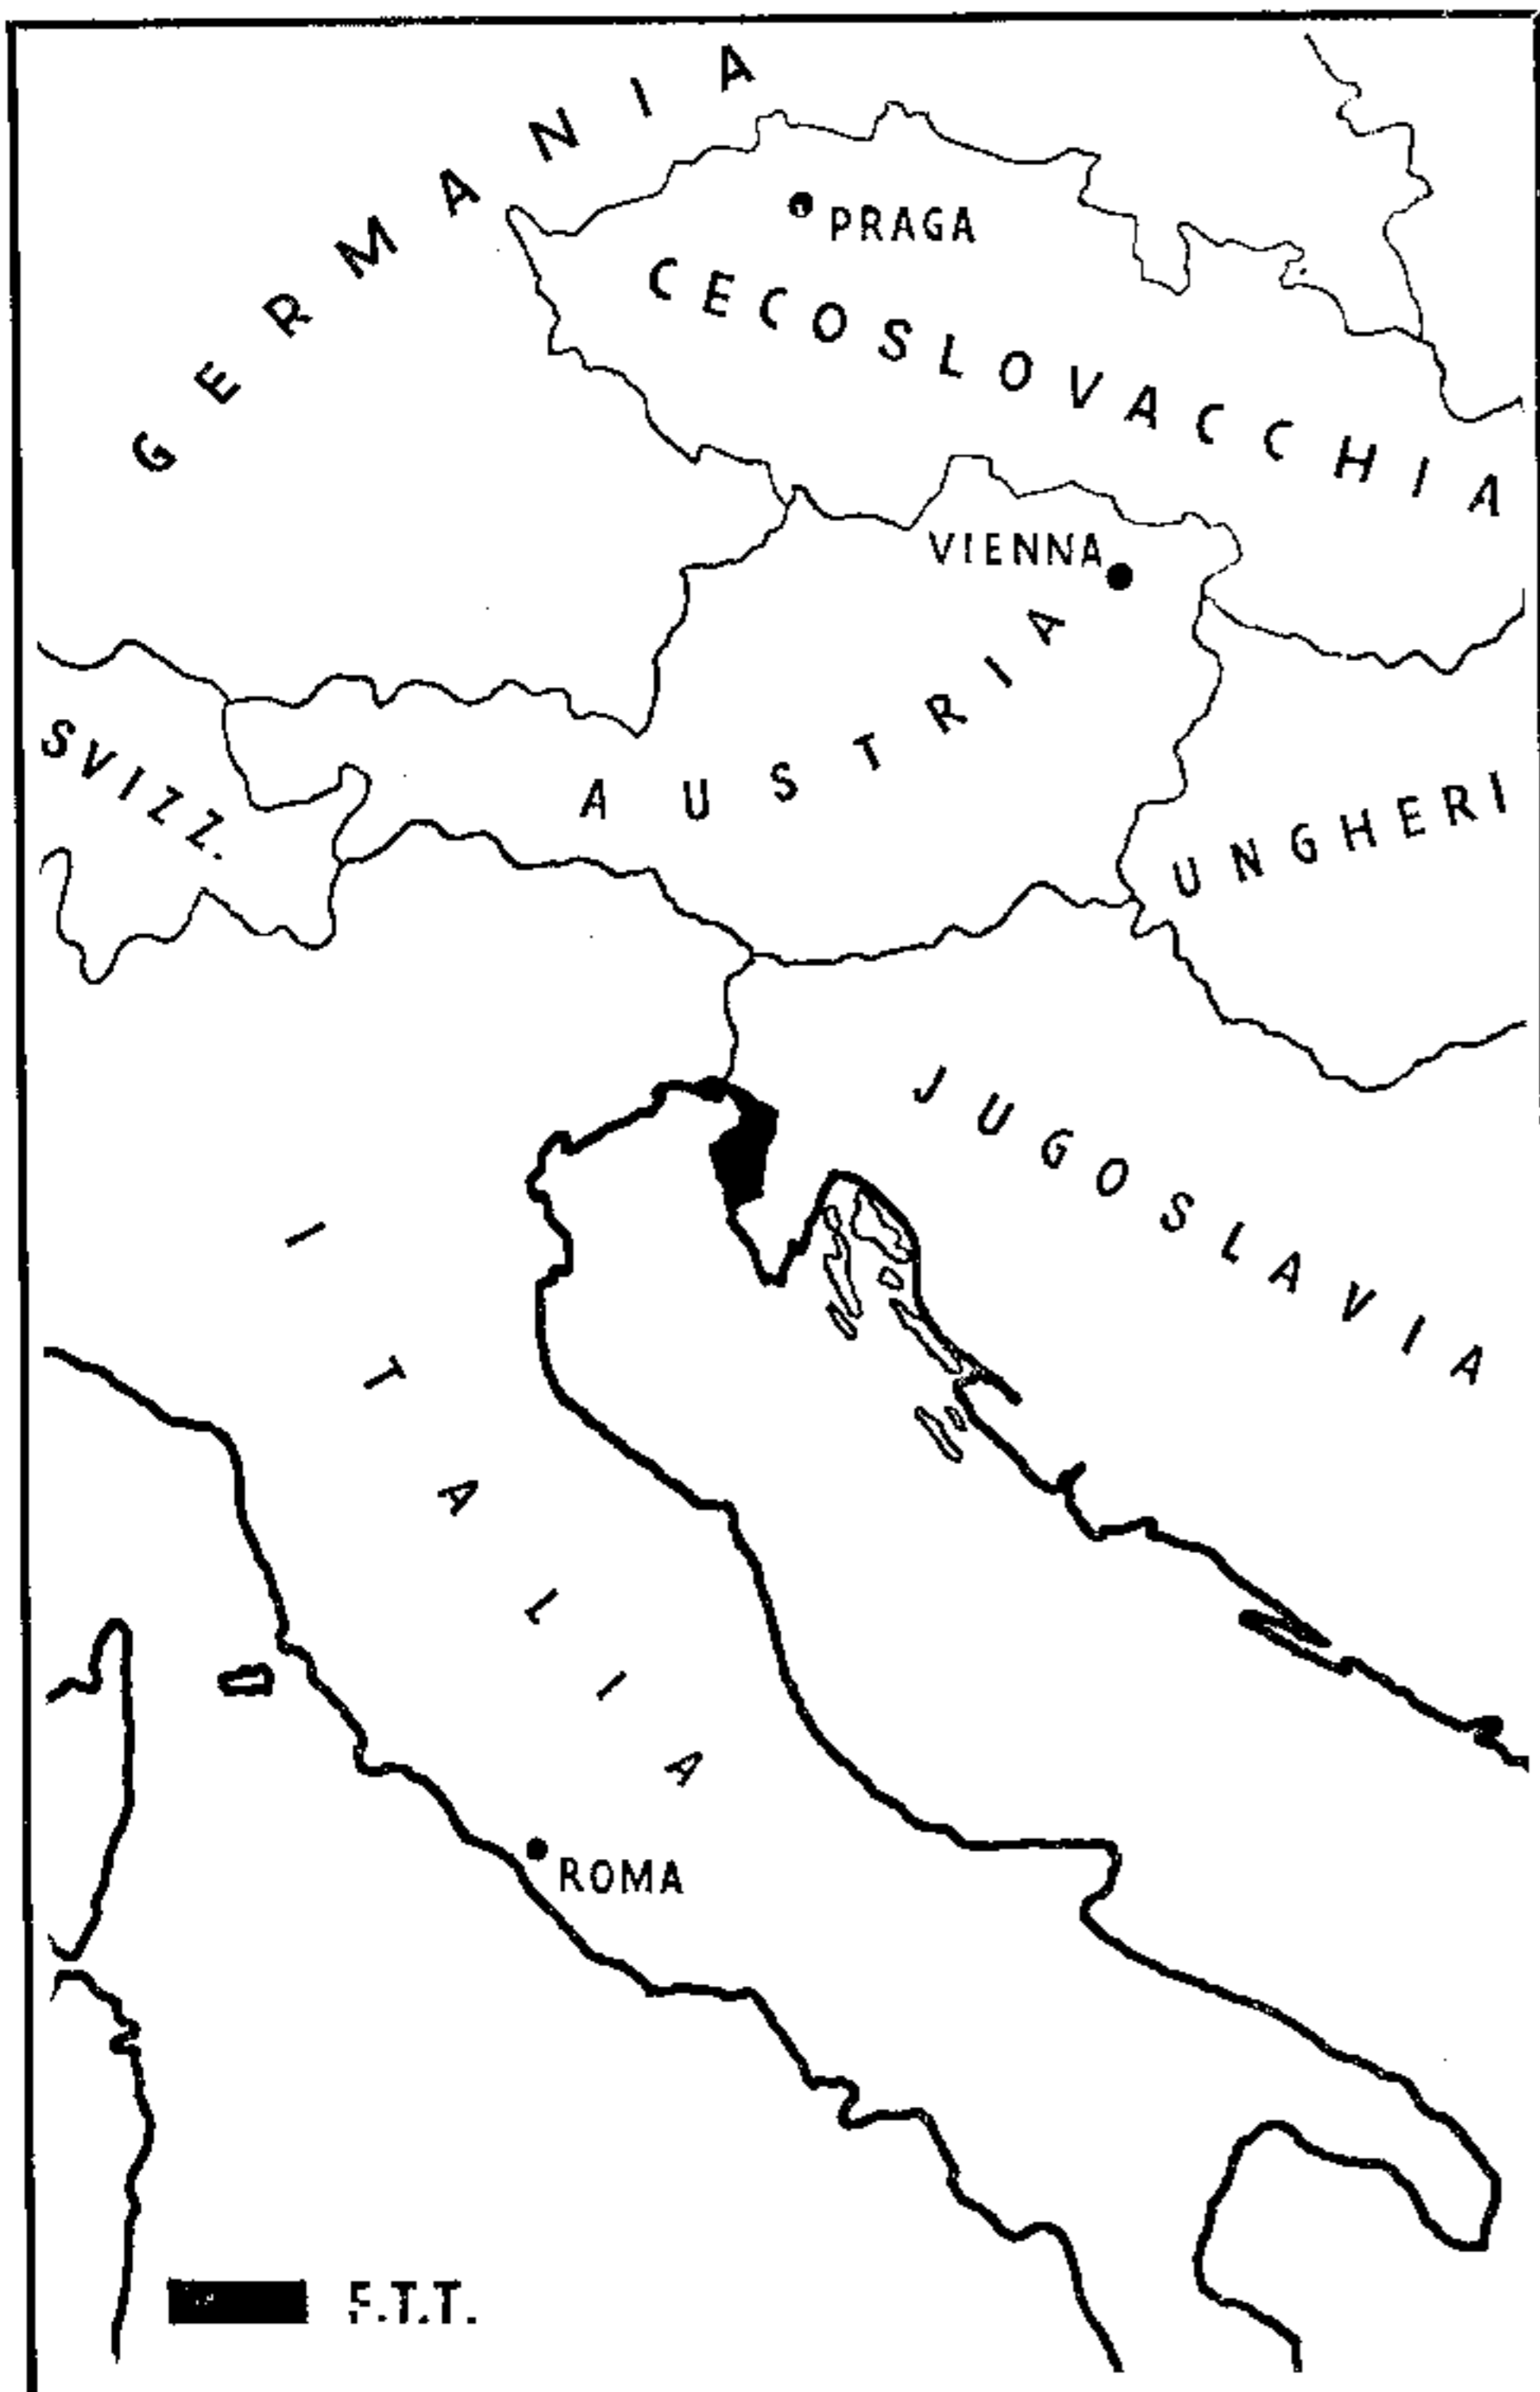 GERMANIA
PRAGA
CECOSLOVACCHIA
VIENNA
AUSTRIA
SVIZZ.
UNGHERI
JUGOSLAVIA
ITALIA
ROMA
F.T.T.